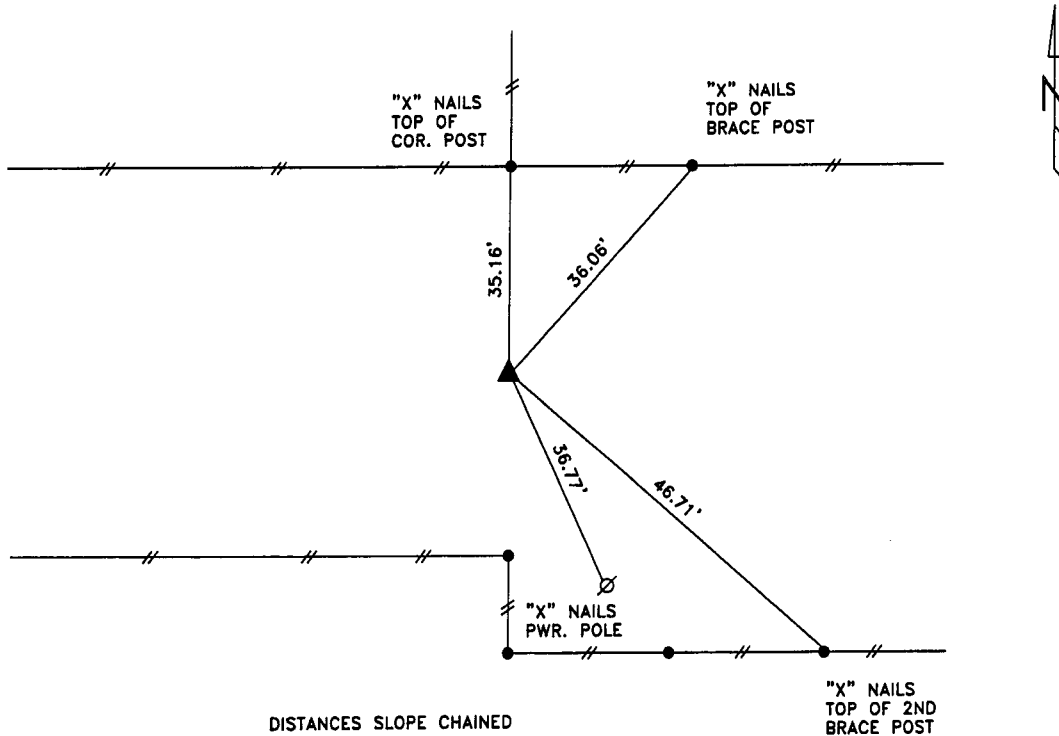 "X" NAILS
TOP OF
COR. POST
"X" NAILS
TOP OF
BRACE POST
35.16'
36.06'
36.77'
46.71'
"X" NAILS
PWR. POLE
"X" NAILS
TOP OF 2ND
BRACE POST
DISTANCES SLOPE CHAINED